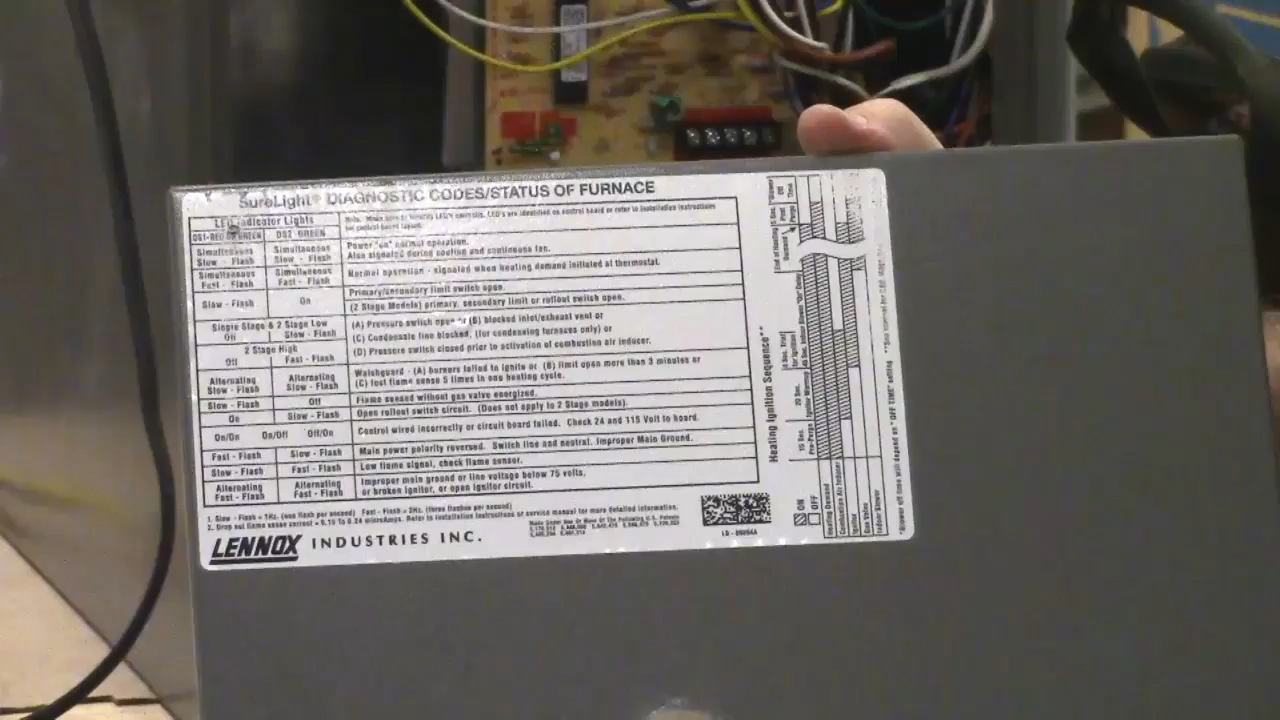 SureLight® DIAGNOSTIC CODES/STATUS OF FURNACE
LED Indicator Lights
DS1-RED OR GREEN DS2-GREEN
Simultaneous Slow - Flash
Simultaneous Slow - Flash
Power "on" normal operation.
Also signaled during cooling and continuous fan.
Simultaneous Fast - Flash
Simultaneous Fast - Flash
Normal operation - signaled when heating demand initiated at thermostat.
Slow - Flash
On
Primary/secondary limit switch open.
(2 Stage Models) primary, secondary limit or rollout switch open.
Single Stage & 2 Stage Low
Off Slow - Flash
2 Stage High
Off Fast - Flash
(A) Pressure switch open or (B) blocked inlet/exhaust vent or
(C) Condensate line blocked, (for condensing furnaces only) or
(D) Pressure switch closed prior to activation of combustion air inducer.
Alternating Slow - Flash
Alternating Slow - Flash
Watchguard - (A) burners failed to ignite or (B) limit open more than 3 minutes or
(C) lost flame sense 5 times in one heating cycle.
Slow - Flash
Off
Flame sensed without gas valve energized.
On
Slow - Flash
Open rollout switch circuit. (Does not apply to 2 Stage models).
On/On On/Off Off/On
Control wired incorrectly or circuit board failed. Check 24 and 115 Volt to board.
Fast - Flash
Slow - Flash
Main power polarity reversed. Switch line and neutral. Improper Main Ground.
Slow - Flash
Fast - Flash
Low flame signal, check flame sensor.
Alternating Fast - Flash
Alternating Fast - Flash
Improper main ground or line voltage below 75 volts.
or broken ignitor, or open ignitor circuit.
LENNOX INDUSTRIES INC.
Heating Ignition Sequence**
ON
OFF
Heating Demand
Combustion Air Inducer
Gas Valve
Indoor Blower